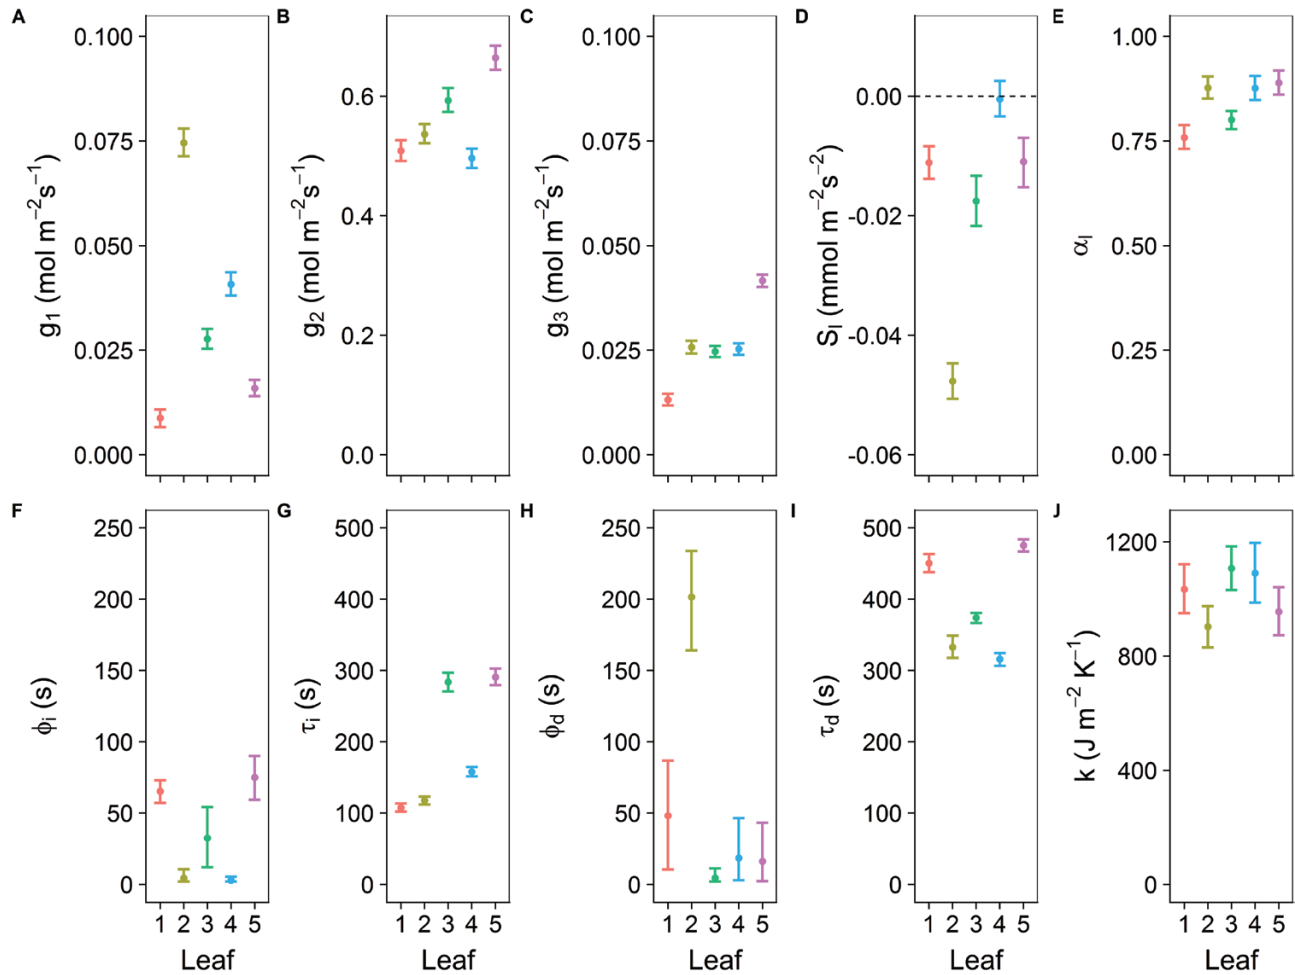 A
g₁ (mol m⁻²s⁻¹)
0.100
0.075
0.050
0.025
0.000
B
g₂ (mol m⁻²s⁻¹)
0.6
0.4
0.2
0.0
C
g₃ (mol m⁻²s⁻¹)
0.100
0.075
0.050
0.025
0.000
D
Sₗ (mmol m⁻²s⁻²)
0.00
-0.02
-0.04
-0.06
E
αₗ
1.00
0.75
0.50
0.25
0.00
F
ϕᵢ (s)
250
200
150
100
50
0
1 2 3 4 5
Leaf
G
τᵢ (s)
500
400
300
200
100
0
1 2 3 4 5
Leaf
H
ϕd (s)
250
200
150
100
50
0
1 2 3 4 5
Leaf
I
τd (s)
500
400
300
200
100
0
1 2 3 4 5
Leaf
J
k (J m⁻² K⁻¹)
1200
800
400
0
1 2 3 4 5
Leaf